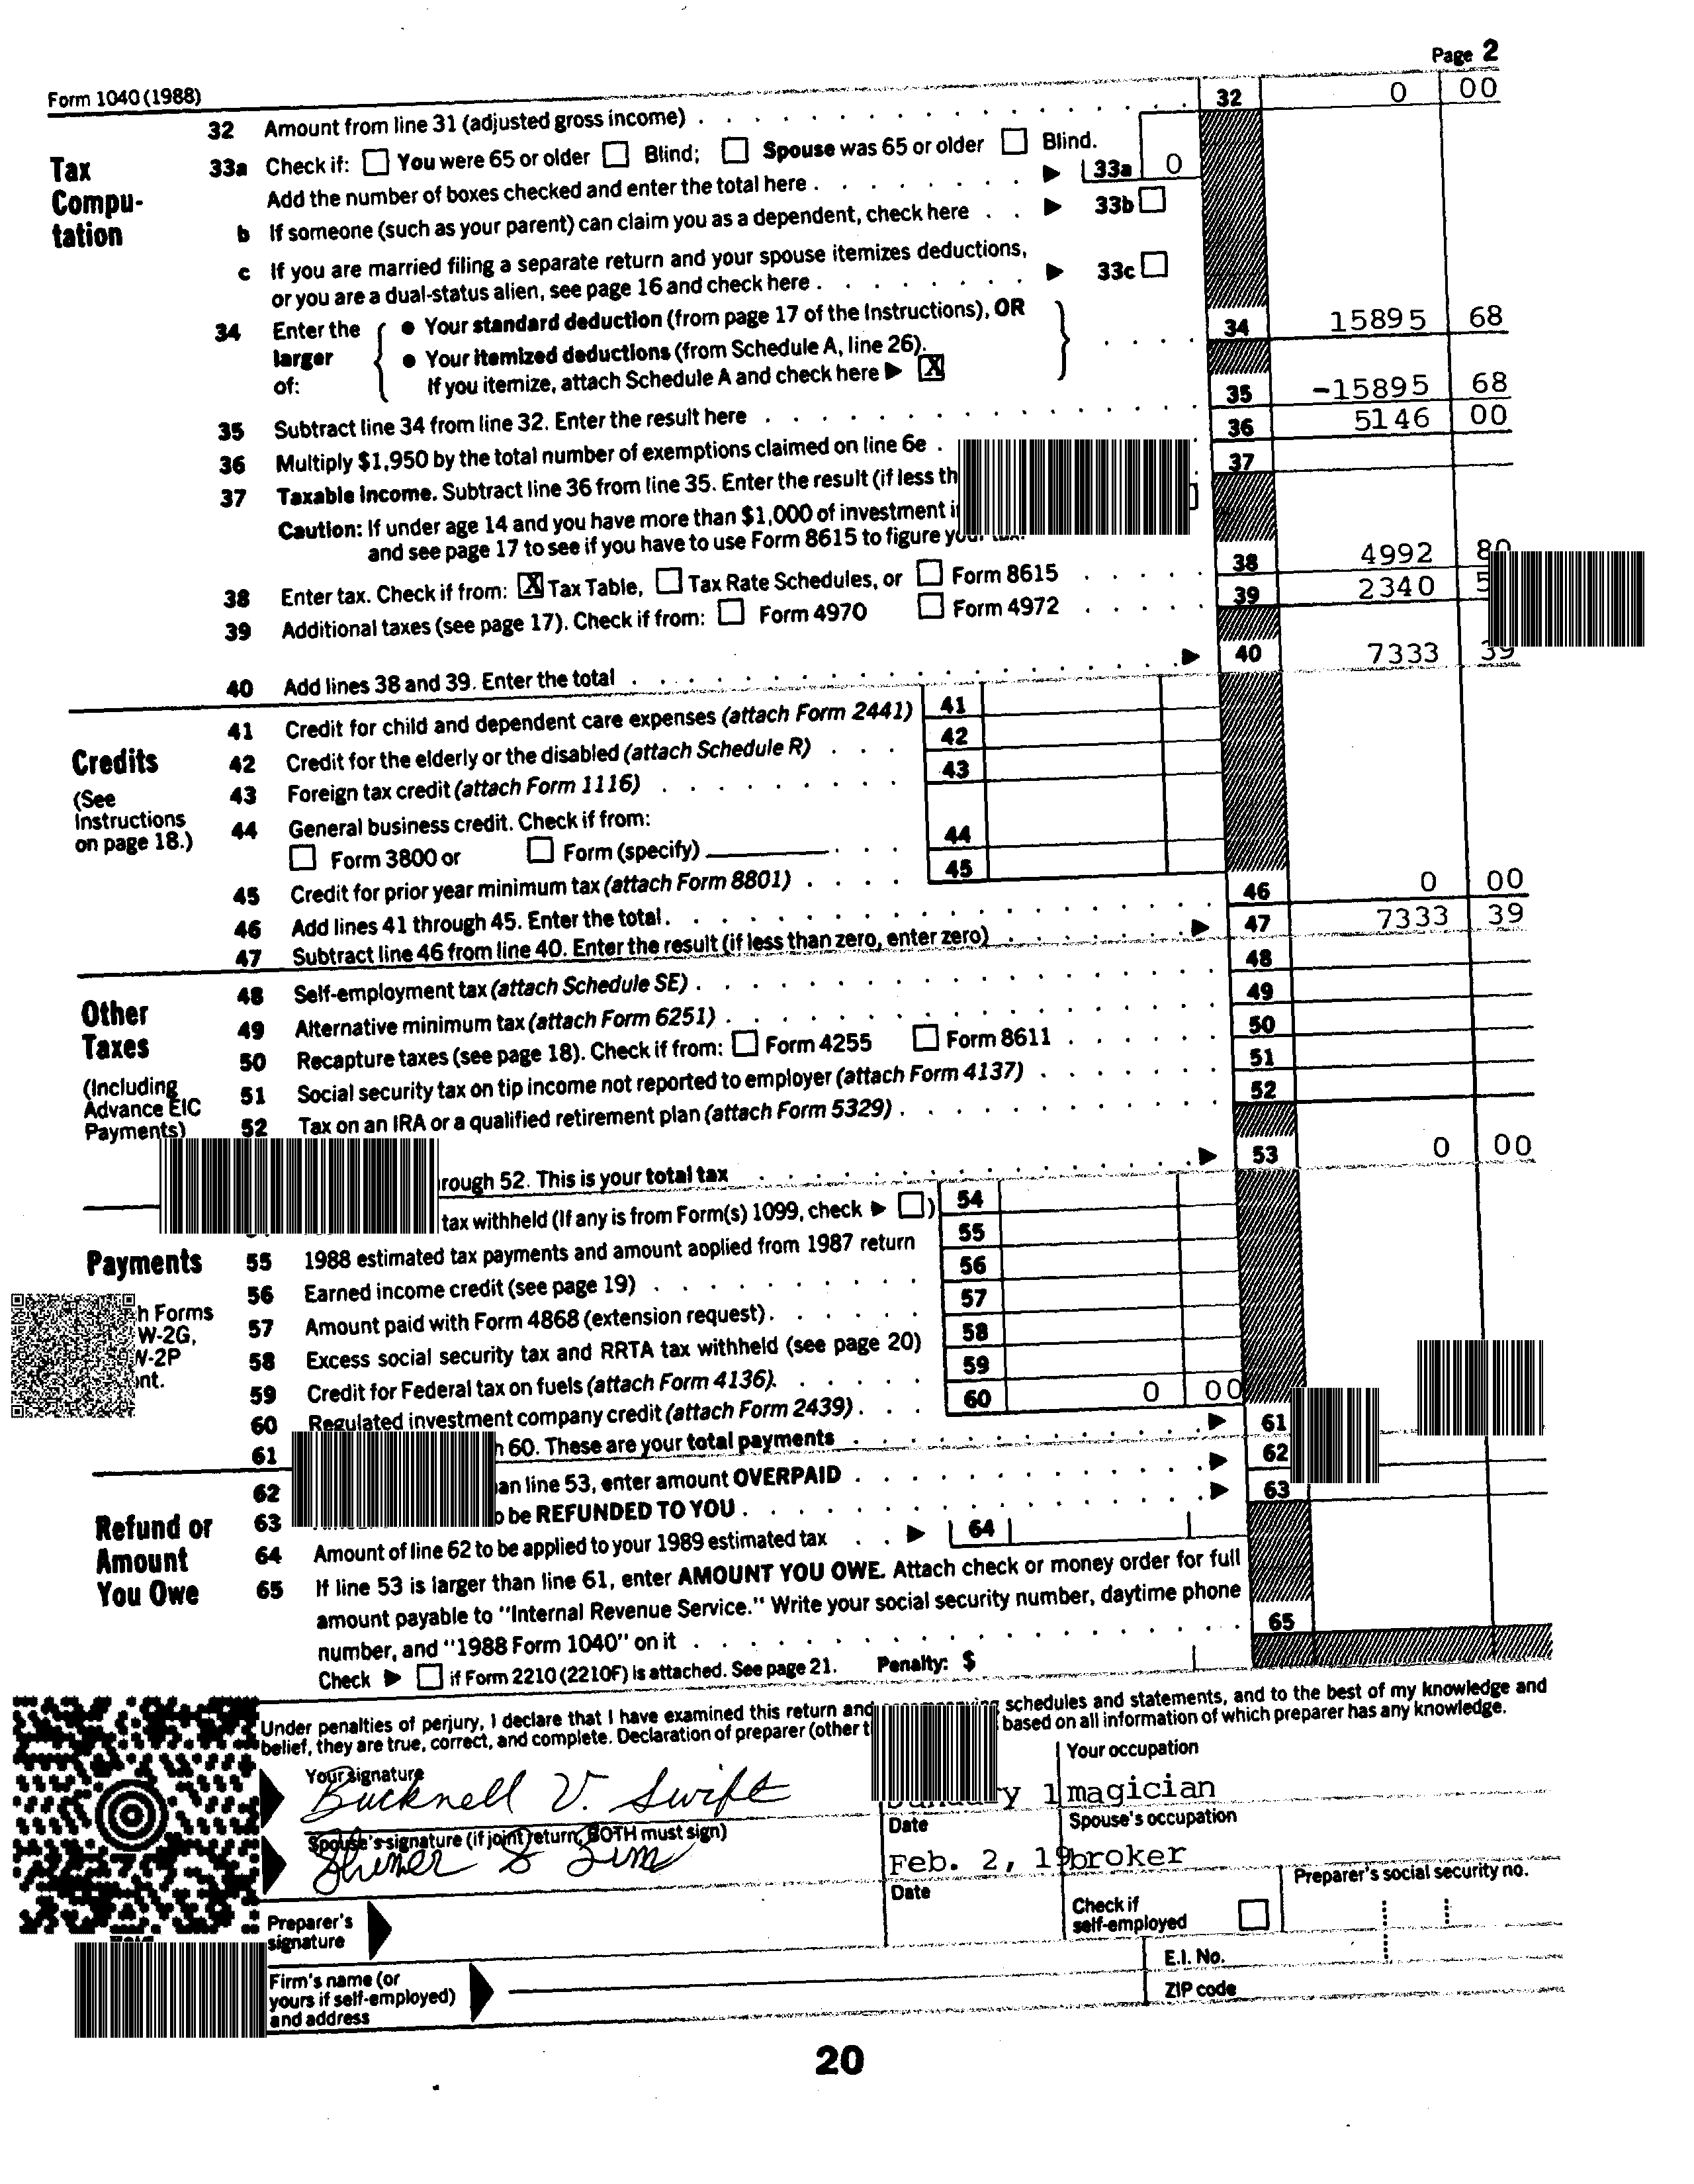 Page 2
Form 1040 (1988)
32 Amount from line 31 (adjusted gross income) 32 0 00
Tax Compu- tation
33a Check if: You were 65 or older Blind; Spouse was 65 or older Blind.
Add the number of boxes checked and enter the total here 33a 0
b If someone (such as your parent) can claim you as a dependent, check here 33b
c If you are married filing a separate return and your spouse itemizes deductions,
or you are a dual-status alien, see page 16 and check here 33c
34 Enter the larger of: • Your standard deduction (from page 17 of the Instructions), OR
• Your itemized deductions (from Schedule A, line 26).
If you itemize, attach Schedule A and check here X 34 15895 68
35 Subtract line 34 from line 32. Enter the result here 35 -15895 68
36 Multiply $1,950 by the total number of exemptions claimed on line 6e 36 5146 00
37 Taxable income. Subtract line 36 from line 35. Enter the result (if less 37
Caution: If under age 14 and you have more than $1,000 of investment
and see page 17 to see if you have to use Form 8615 to figure
38 Enter tax. Check if from: X Tax Table, Tax Rate Schedules, or Form 8615 38 4992 80
39 Additional taxes (see page 17). Check if from: Form 4970 Form 4972 39 2340
40 Add lines 38 and 39. Enter the total 40 7333 39
Credits
(See Instructions on page 18.)
41 Credit for child and dependent care expenses (attach Form 2441) 41
42 Credit for the elderly or the disabled (attach Schedule R) 42
43 Foreign tax credit (attach Form 1116) 43
44 General business credit. Check if from:
Form 3800 or Form (specify) 44
45 Credit for prior year minimum tax (attach Form 8801) 45
46 Add lines 41 through 45. Enter the total 46 0 00
47 Subtract line 46 from line 40. Enter the result (if less than zero, enter zero) 47 7333 39
Other Taxes
(Including Advance EIC Payments)
48 Self-employment tax (attach Schedule SE) 48
49 Alternative minimum tax (attach Form 6251) 49
50 Recapture taxes (see page 18). Check if from: Form 4255 Form 8611 50
51 Social security tax on tip income not reported to employer (attach Form 4137) 51
52 Tax on an IRA or a qualified retirement plan (attach Form 5329) 52
52. This is your total tax 53 0 00
tax withheld (If any is from Form(s) 1099, check ) 54
Payments
55 1988 estimated tax payments and amount applied from 1987 return 55
56 Earned income credit (see page 19) 56
Forms W-2G, W-2P
57 Amount paid with Form 4868 (extension request) 57
58 Excess social security tax and RRTA tax withheld (see page 20) 58
59 Credit for Federal tax on fuels (attach Form 4136) 59
60 Regulated investment company credit (attach Form 2439) 60 0 00
61 60. These are your total payments 61
62 line 53, enter amount OVERPAID 62
Refund or Amount You Owe
63 be REFUNDED TO YOU 63
64 Amount of line 62 to be applied to your 1989 estimated tax 64
65 If line 53 is larger than line 61, enter AMOUNT YOU OWE. Attach check or money order for full
amount payable to "Internal Revenue Service." Write your social security number, daytime phone
number, and "1988 Form 1040" on it 65
Check if Form 2210 (2210F) is attached. See page 21. Penalty: $
Under penalties of perjury, I declare that I have examined this return and schedules and statements, and to the best of my knowledge and
belief, they are true, correct, and complete. Declaration of preparer (other based on all information of which preparer has any knowledge.
Your signature Your occupation
Bucknell V. Swift magician
Spouse's signature (if joint return, BOTH must sign) Date Spouse's occupation
Feb. 2, 19 broker
Date Check if self-employed Preparer's social security no.
Preparer's signature
Firm's name (or yours if self-employed) and address
E.I. No.
ZIP code
20